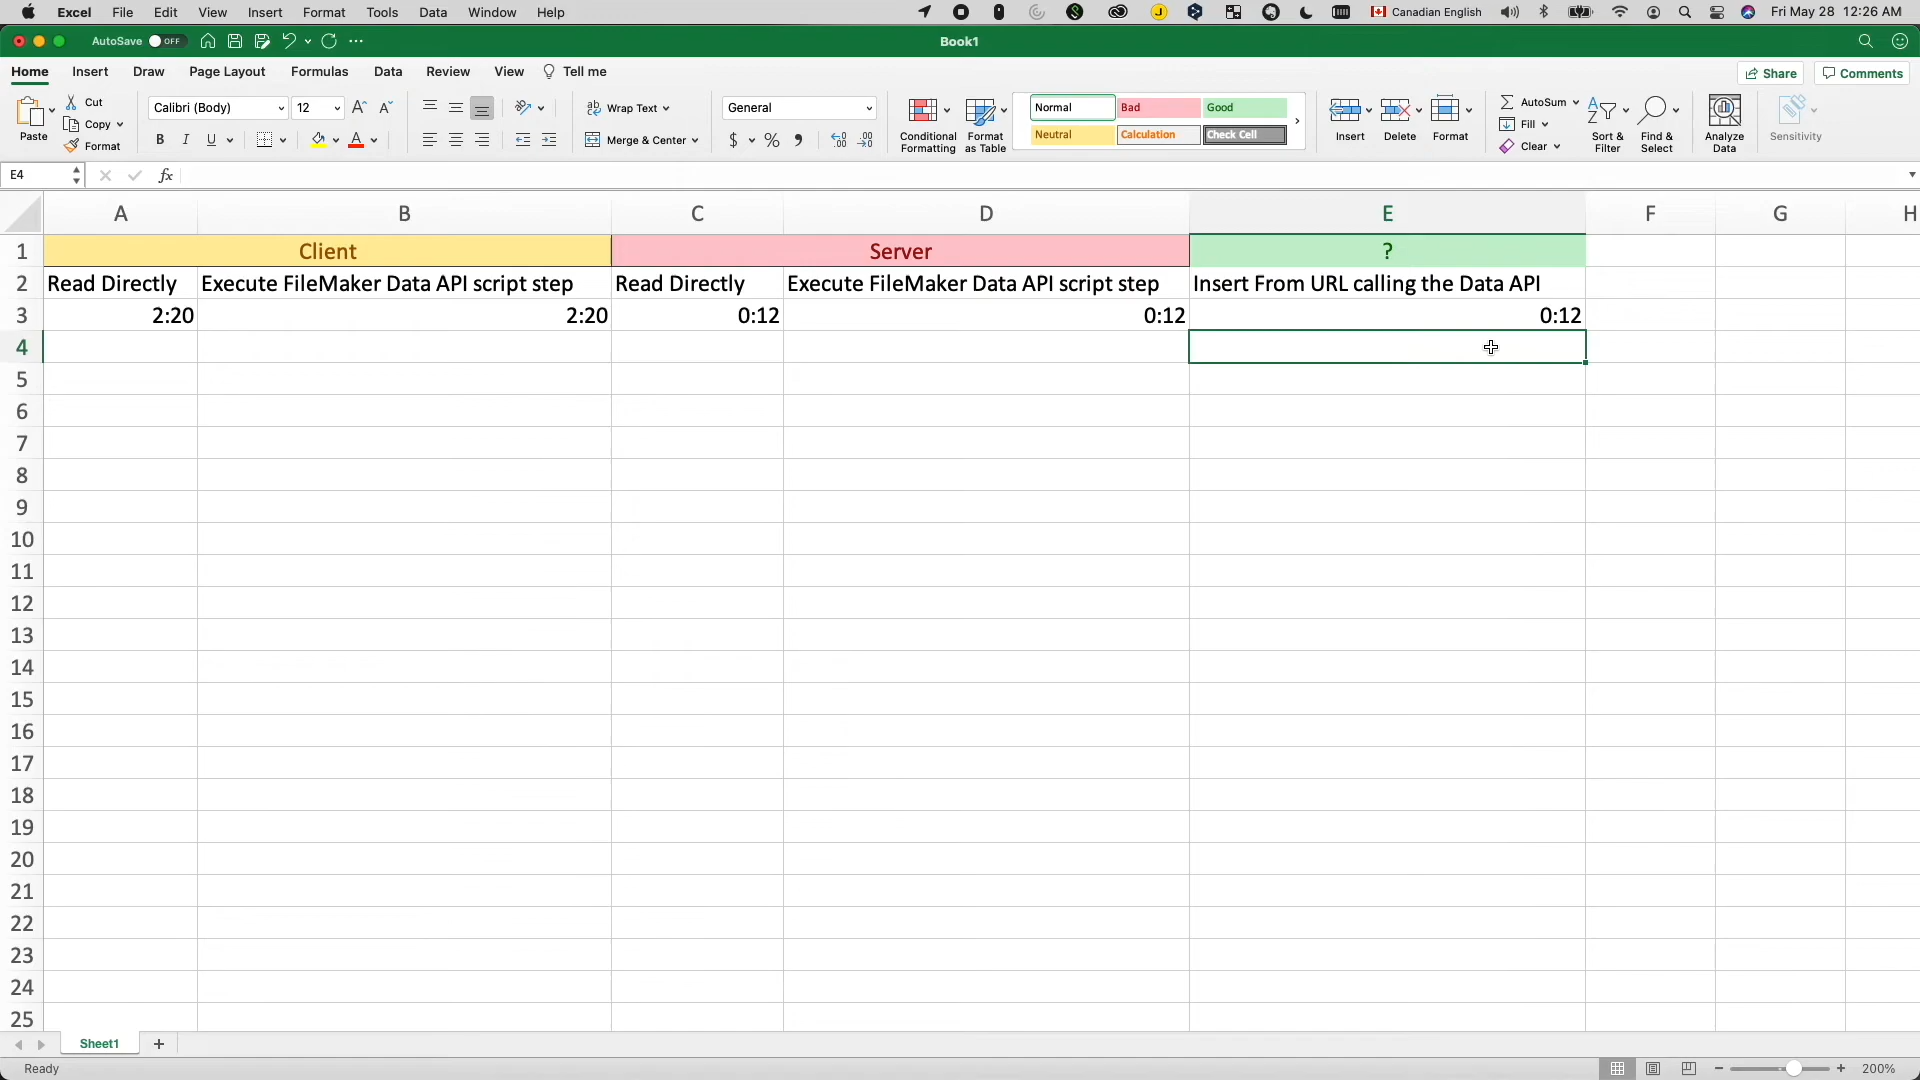 Excel File Edit View Insert Format Tools Data Window Help Canadian English Fri May 28 12:26 AM
AutoSave OFF Book1
Home Insert Draw Page Layout Formulas Data Review View Tell me Share Comments
Paste Cut Copy Format
Calibri (Body) 12
B I U A
Wrap Text
Merge & Center
General
$ %
Conditional Formatting
Format as Table
Normal Bad Good
Neutral Calculation Check Cell
Insert Delete Format
AutoSum
Fill
Clear
Sort & Filter
Find & Select
Analyze Data
Sensitivity
E4 fx
A B C D E F G H
1 Client Server ?
2 Read Directly Execute FileMaker Data API script step Read Directly Execute FileMaker Data API script step Insert From URL calling the Data API
3 2:20 2:20 0:12 0:12 0:12
4
5
6
7
8
9
10
11
12
13
14
15
16
17
18
19
20
21
22
23
24
25
Sheet1 +
Ready 200%